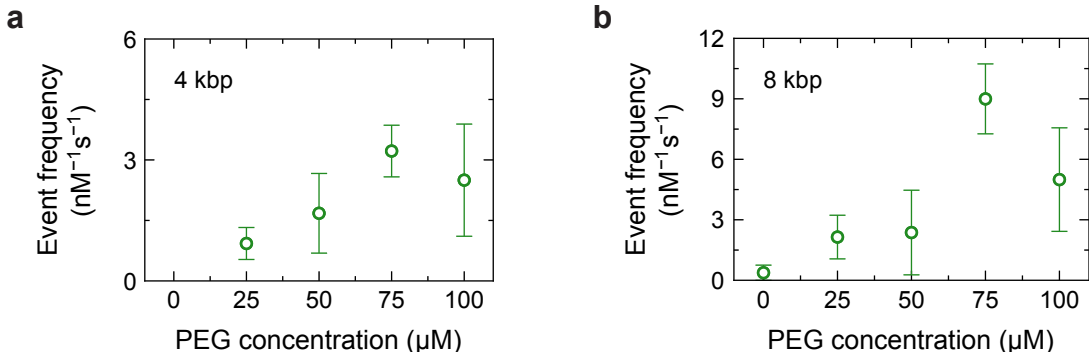 a
6
3
0
4 kbp
Event frequency
(nM⁻¹s⁻¹)
0 25 50 75 100
PEG concentration (µM)
b
12
9
6
3
0
8 kbp
Event frequency
(nM⁻¹s⁻¹)
0 25 50 75 100
PEG concentration (µM)